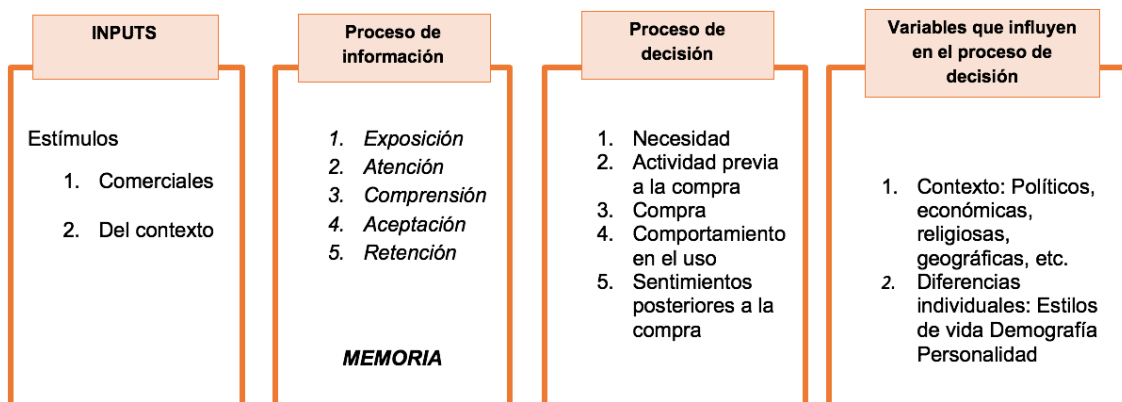 INPUTS
Estímulos
1. Comerciales
2. Del contexto
Proceso de
información
1. Exposición
2. Atención
3. Comprensión
4. Aceptación
5. Retención
MEMORIA
Proceso de
decisión
1. Necesidad
2. Actividad previa
a la compra
3. Compra
4. Comportamiento
en el uso
5. Sentimientos
posteriores a la
compra
Variables que influyen
en el proceso de
decisión
1. Contexto: Políticos,
económicas,
religiosas,
geográficas, etc.
2. Diferencias
individuales: Estilos
de vida Demografía
Personalidad